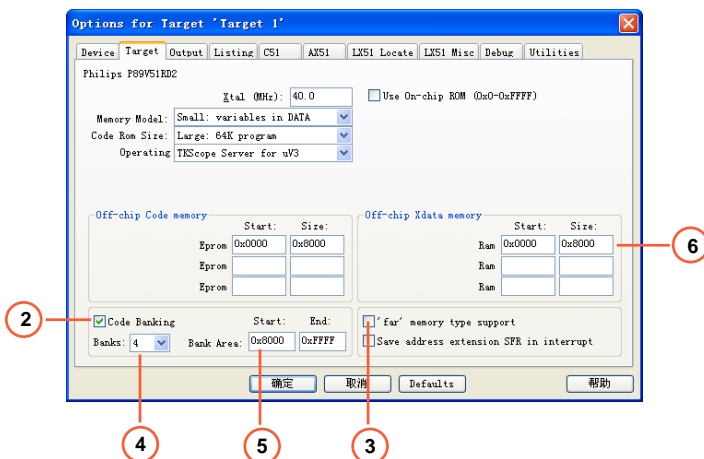 Options for Target 'Target 1'
Device Target Output Listing C51 AX51 LX51 Locate LX51 Misc Debug Utilities
Philips P89V51RD2
Xtal (MHz): 40.0 Use On-chip ROM (0x0-0xFFFF)
Memory Model: Small: variables in DATA
Code Rom Size: Large: 64K program
Operating TKScope Server for uV3
Off-chip Code memory Off-chip Xdata memory
Start: Size: Start: Size:
Eprom 0x0000 0x8000 Ram 0x0000 0x8000 6
Eprom Ram
Eprom Ram
2 Code Banking Start: End: 'far' memory type support
Banks: 4 Bank Area: 0x8000 0xFFFF Save address extension SFR in interrupt
确定 取消 Defaults 帮助
4 5 3